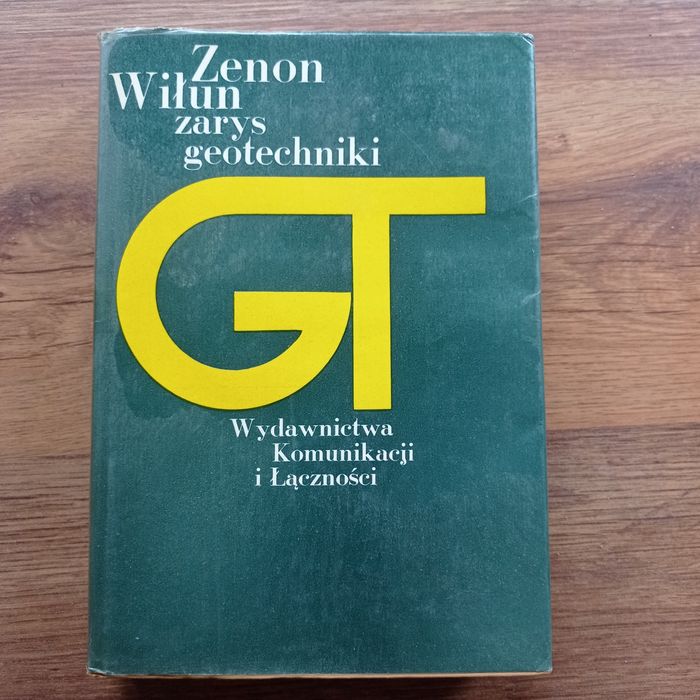 Zenon
Wiłun
zarys
geotechniki
GT
Wydawnictwa
Komunikacji
i Łączności